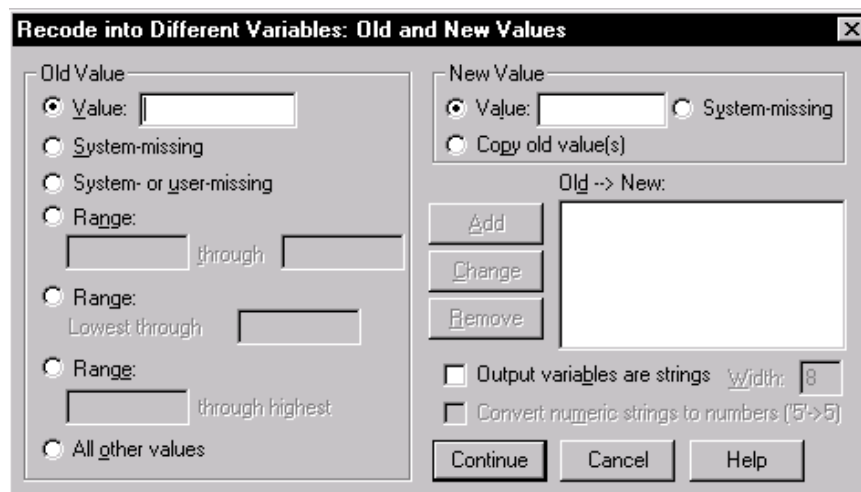 Recode into Different Variables: Old and New Values
Old Value
Value:
System-missing
System- or user-missing
Range:
through
Range:
Lowest through
Range:
through highest
All other values
New Value
Value:
System-missing
Copy old value(s)
Old --> New:
Add
Change
Remove
Output variables are strings
Width: 8
Convert numeric strings to numbers ('5'->5)
Continue
Cancel
Help